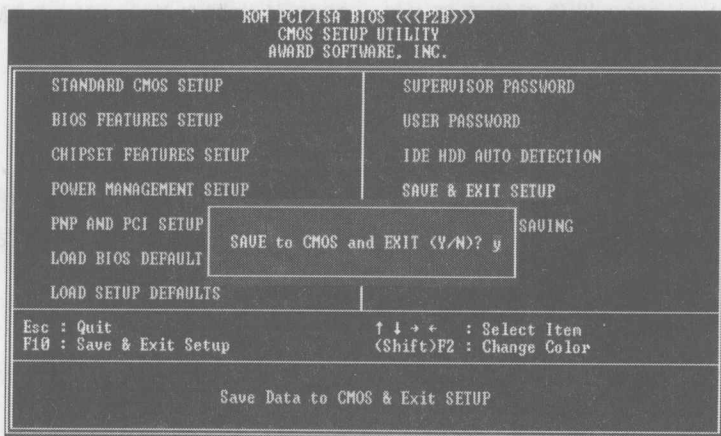 ROM PCI/ISA BIOS (<<P2B>>)
CMOS SETUP UTILITY
AWARD SOFTWARE, INC.
STANDARD CMOS SETUP
BIOS FEATURES SETUP
CHIPSET FEATURES SETUP
POWER MANAGEMENT SETUP
PNP AND PCI SETUP
LOAD BIOS DEFAULT
LOAD SETUP DEFAULTS
SUPERVISOR PASSWORD
USER PASSWORD
IDE HDD AUTO DETECTION
SAVE & EXIT SETUP
SAVING
SAVE to CMOS and EXIT (Y/N)? y
Esc : Quit
F10 : Save & Exit Setup
↑ ↓ → ← : Select Item
(Shift)F2 : Change Color
Save Data to CMOS & Exit SETUP